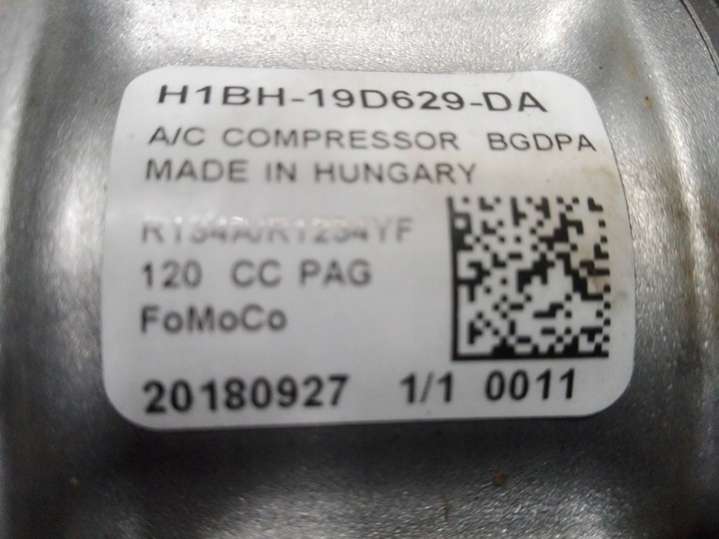 H1BH-19D629-DA
A/C COMPRESSOR BGDPA
MADE IN HUNGARY
R134A/R1234YF
120 CC PAG
FoMoCo
20180927 1/1 0011